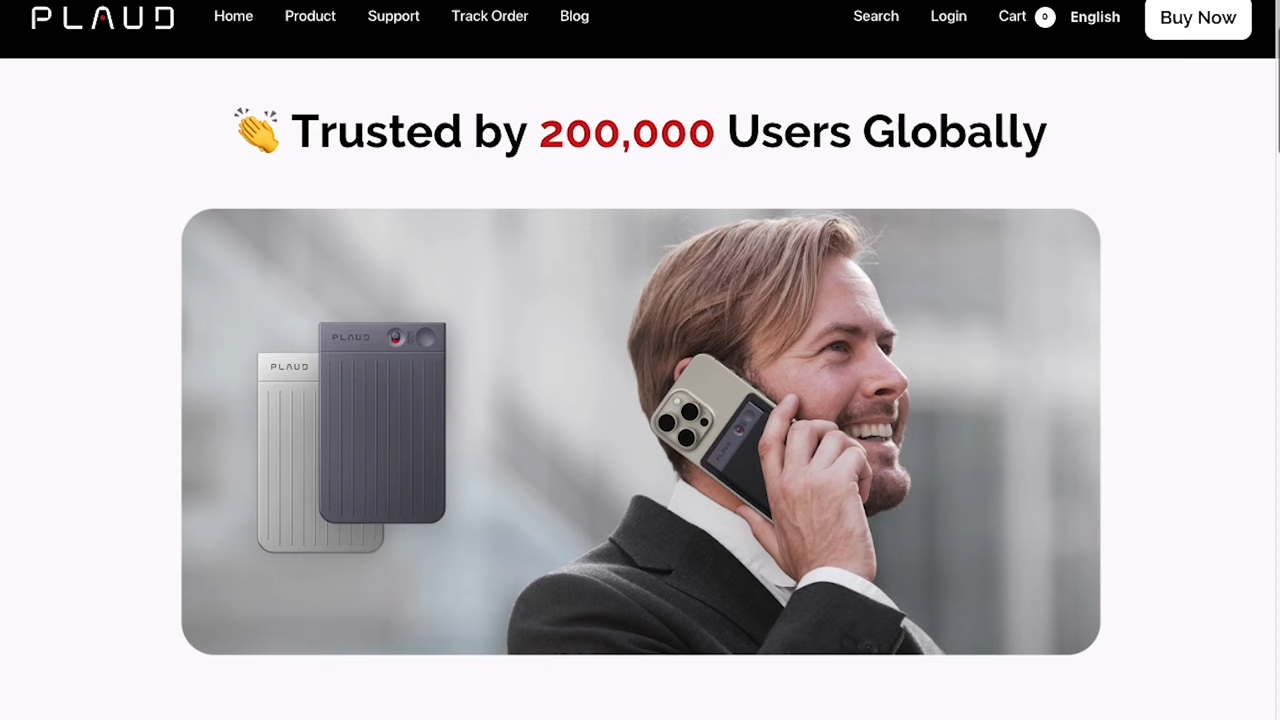 PLAUD Home Product Support Track Order Blog Search Login Cart 0 English Buy Now
👏 Trusted by 200,000 Users Globally
PLAUD
PLAUD
PLAUD